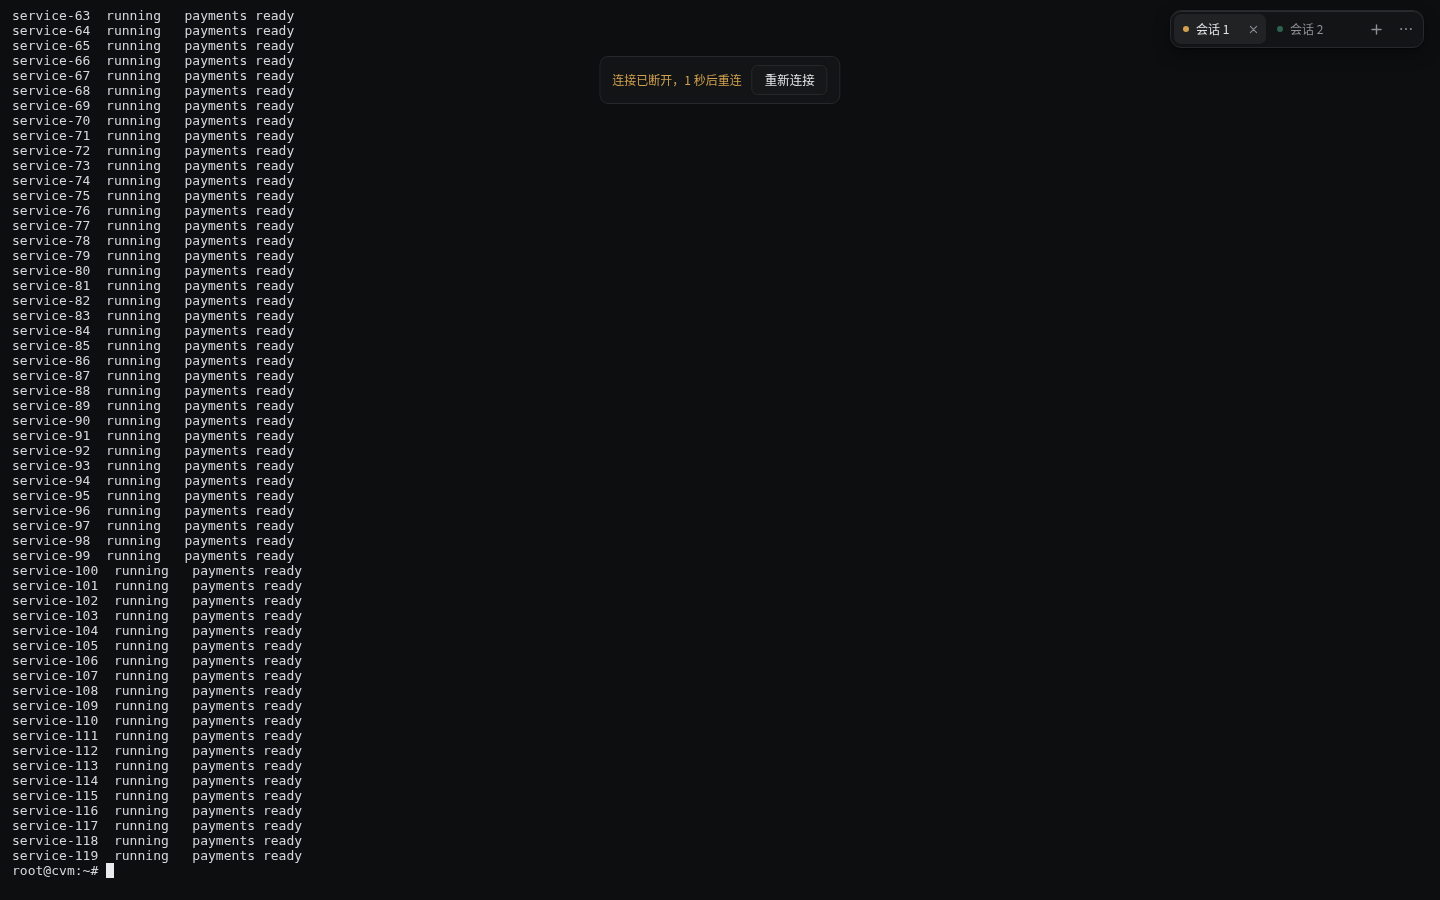 service-63  running   payments ready
service-64  running   payments ready
service-65  running   payments ready
service-66  running   payments ready
service-67  running   payments ready
service-68  running   payments ready
service-69  running   payments ready
service-70  running   payments ready
service-71  running   payments ready
service-72  running   payments ready
service-73  running   payments ready
service-74  running   payments ready
service-75  running   payments ready
service-76  running   payments ready
service-77  running   payments ready
service-78  running   payments ready
service-79  running   payments ready
service-80  running   payments ready
service-81  running   payments ready
service-82  running   payments ready
service-83  running   payments ready
service-84  running   payments ready
service-85  running   payments ready
service-86  running   payments ready
service-87  running   payments ready
service-88  running   payments ready
service-89  running   payments ready
service-90  running   payments ready
service-91  running   payments ready
service-92  running   payments ready
service-93  running   payments ready
service-94  running   payments ready
service-95  running   payments ready
service-96  running   payments ready
service-97  running   payments ready
service-98  running   payments ready
service-99  running   payments ready
service-100  running   payments ready
service-101  running   payments ready
service-102  running   payments ready
service-103  running   payments ready
service-104  running   payments ready
service-105  running   payments ready
service-106  running   payments ready
service-107  running   payments ready
service-108  running   payments ready
service-109  running   payments ready
service-110  running   payments ready
service-111  running   payments ready
service-112  running   payments ready
service-113  running   payments ready
service-114  running   payments ready
service-115  running   payments ready
service-116  running   payments ready
service-117  running   payments ready
service-118  running   payments ready
service-119  running   payments ready
root@cvm:~#
连接已断开，1 秒后重连 重新连接
会话 1 会话 2